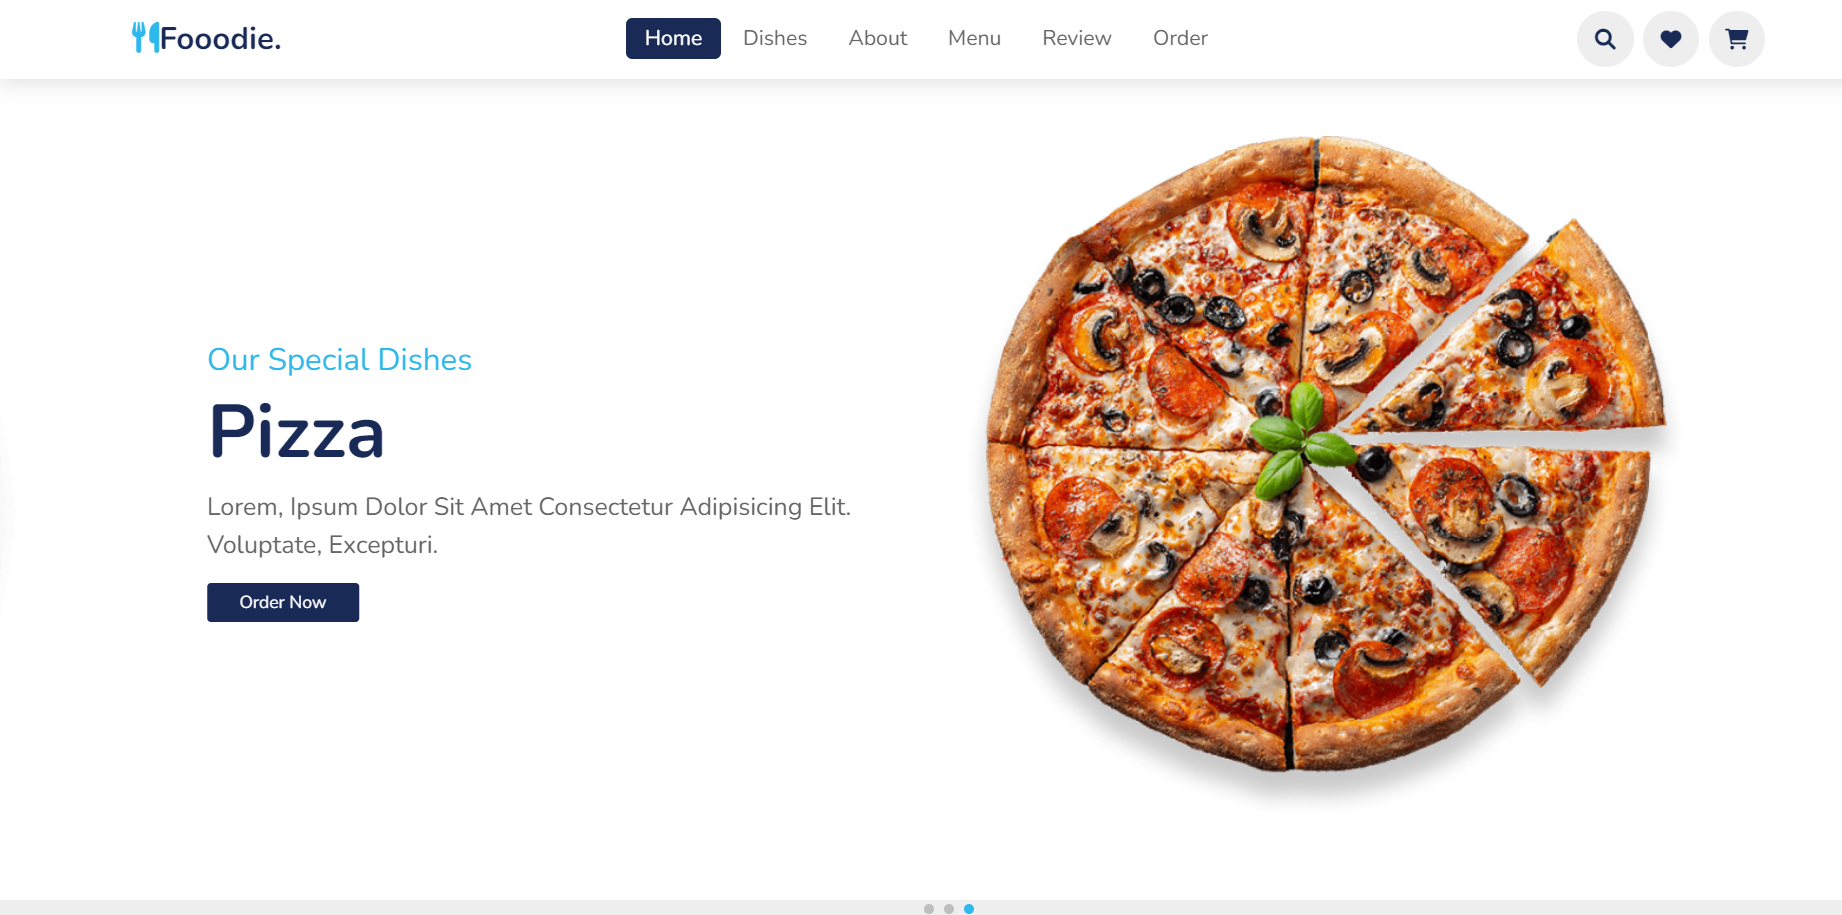 Fooodie.
Home Dishes About Menu Review Order
Our Special Dishes
Pizza
Lorem, Ipsum Dolor Sit Amet Consectetur Adipisicing Elit.
Voluptate, Excepturi.
Order Now